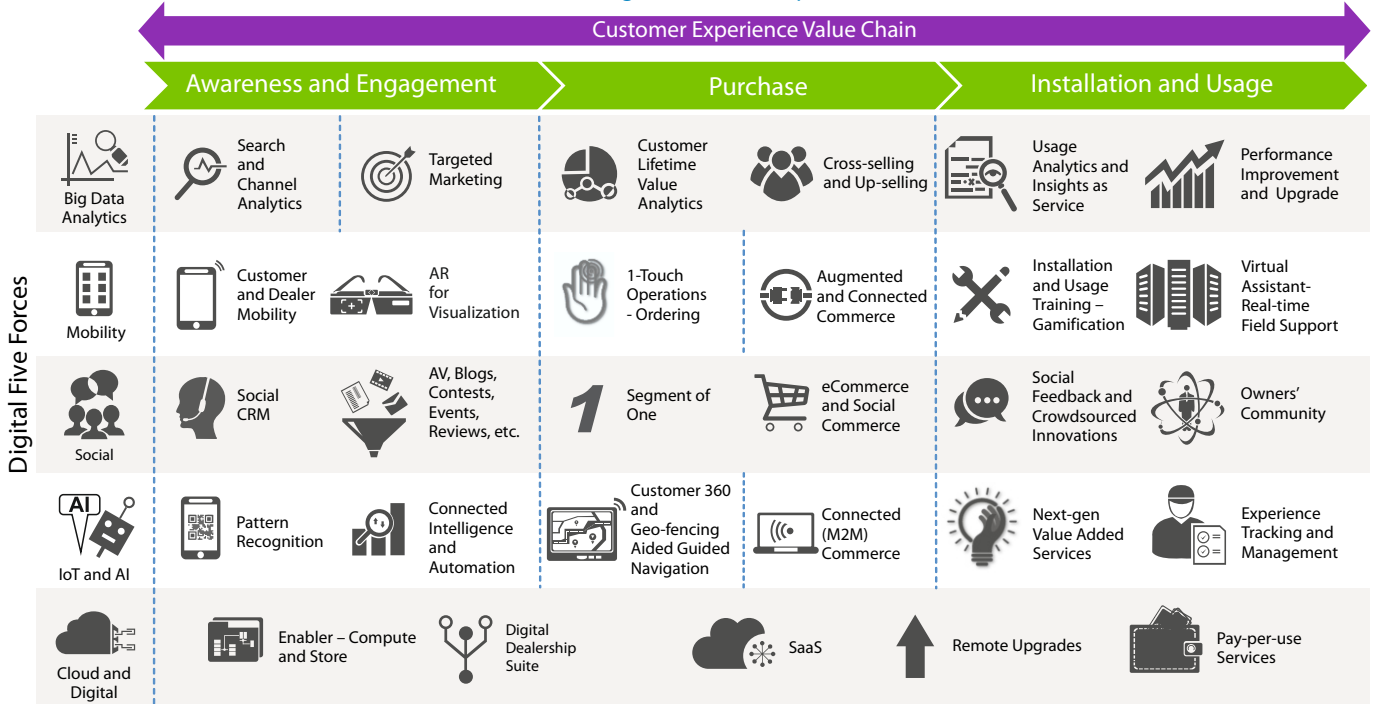 Customer Experience Value Chain
Awareness and Engagement
Purchase
Installation and Usage
Digital Five Forces
Big Data
Analytics
Search
and
Channel
Analytics
Targeted
Marketing
Customer
Lifetime
Value
Analytics
Cross-selling
and Up-selling
Usage
Analytics and
Insights as
Service
Performance
Improvement
and Upgrade
Mobility
Customer
and Dealer
Mobility
AR
for
Visualization
1-Touch
Operations
- Ordering
Augmented
and Connected
Commerce
Installation
and Usage
Training –
Gamification
Virtual
Assistant-
Real-time
Field Support
Social
Social
CRM
AV, Blogs,
Contests,
Events,
Reviews, etc.
1
Segment of
One
eCommerce
and Social
Commerce
Social
Feedback and
Crowdsourced
Innovations
Owners’
Community
AI
IoT and AI
Pattern
Recognition
Connected
Intelligence
and
Automation
Customer 360
and
Geo-fencing
Aided Guided
Navigation
Connected
(M2M)
Commerce
Next-gen
Value Added
Services
Experience
Tracking and
Management
Cloud and
Digital
Enabler – Compute
and Store
Digital
Dealership
Suite
SaaS
Remote Upgrades
Pay-per-use
Services